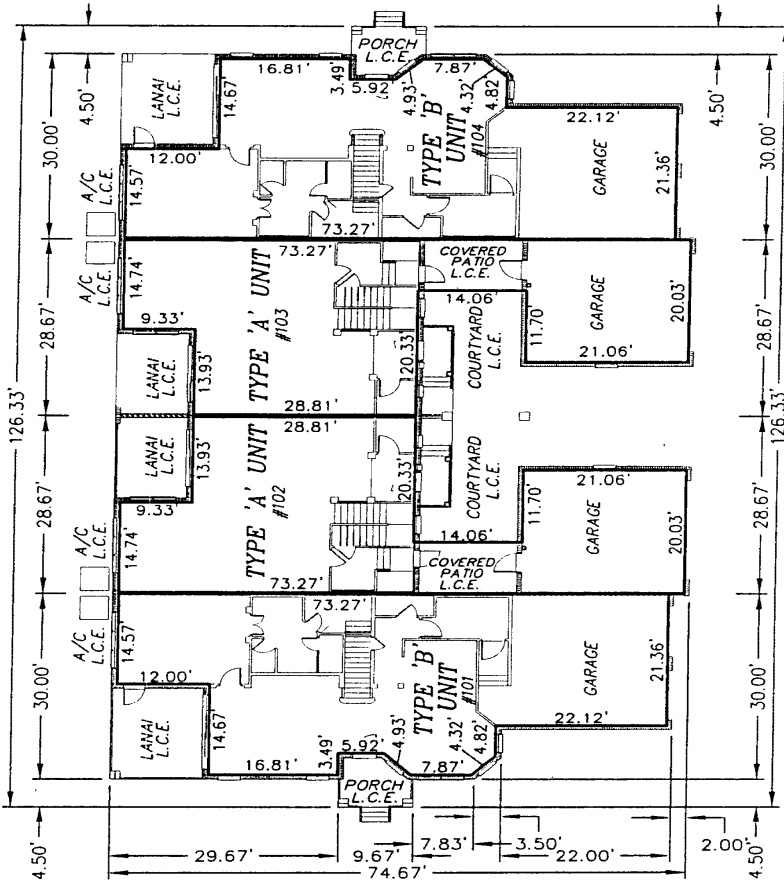 PORCH
L.C.E.
16.81'
3.49'
5.92'
4.93'
7.87'
4.32'
4.82'
4.50'
4.50'
LANAI
L.C.E.
14.67'
22.12'
30.00'
12.00'
TYPE 'B'
UNIT
#104
GARAGE
21.36'
30.00'
A/C
L.C.E.
14.57'
73.27'
73.27'
COVERED
PATIO
L.C.E.
A/C
L.C.E.
14.74'
TYPE 'A' UNIT
#103
14.06'
GARAGE
20.03'
28.67'
9.33'
11.70'
28.67'
LANAI
L.C.E.
13.93'
20.33'
COURTYARD
L.C.E.
21.06'
126.33'
28.81'
126.33'
28.81'
LANAI
L.C.E.
13.93'
TYPE 'A' UNIT
#102
20.33'
COURTYARD
L.C.E.
21.06'
28.67'
9.33'
11.70'
28.67'
A/C
L.C.E.
14.74'
14.06'
GARAGE
20.03'
73.27'
COVERED
PATIO
L.C.E.
73.27'
A/C
L.C.E.
14.57'
30.00'
12.00'
TYPE 'B'
UNIT
#101
GARAGE
21.36'
30.00'
LANAI
L.C.E.
14.67'
22.12'
16.81'
3.49'
5.92'
4.93'
7.87'
4.32'
4.82'
PORCH
L.C.E.
4.50'
7.83'
3.50'
2.00'
4.50'
29.67'
9.67'
22.00'
74.67'